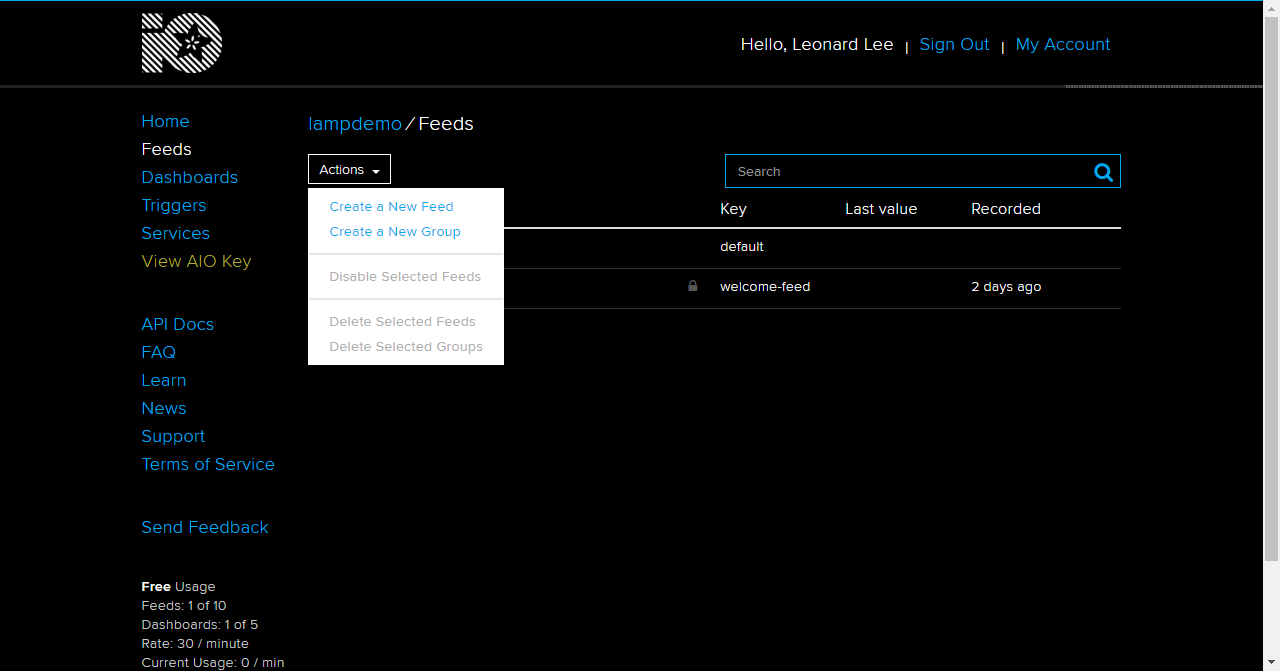 iO
Hello, Leonard Lee | Sign Out | My Account
Home
Feeds
Dashboards
Triggers
Services
View AIO Key
API Docs
FAQ
Learn
News
Support
Terms of Service
Send Feedback
Free Usage
Feeds: 1 of 10
Dashboards: 1 of 5
Rate: 30 / minute
Current Usage: 0 / min
lampdemo / Feeds
Actions
Search
Create a New Feed
Create a New Group
Disable Selected Feeds
Delete Selected Feeds
Delete Selected Groups
Key Last value Recorded
default
welcome-feed 2 days ago